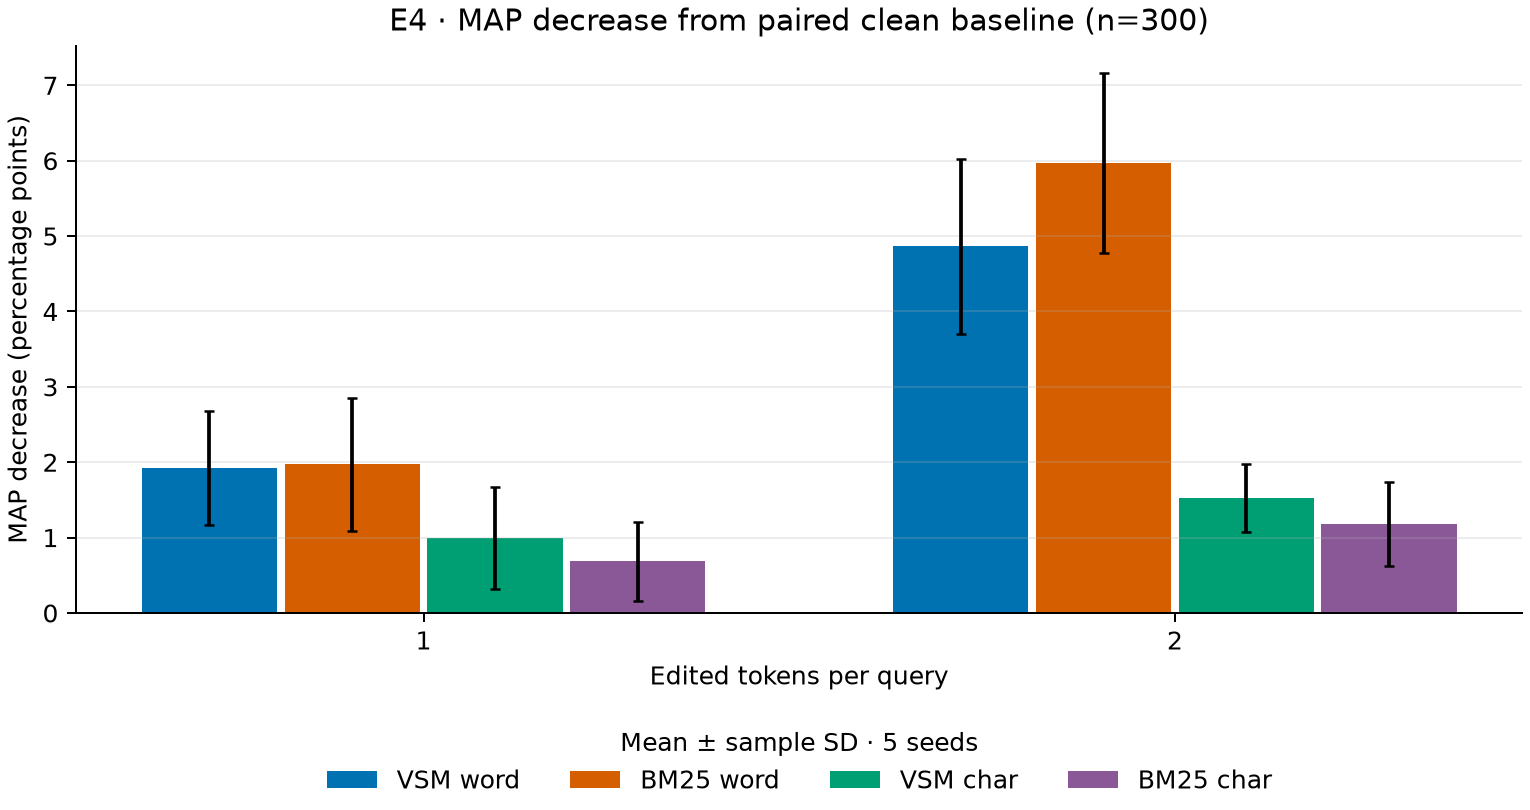 E4 · MAP decrease from paired clean baseline (n=300)
MAP decrease (percentage points)
7
6
5
4
3
2
1
0
1 2
Edited tokens per query
Mean ± sample SD · 5 seeds
VSM word BM25 word VSM char BM25 char